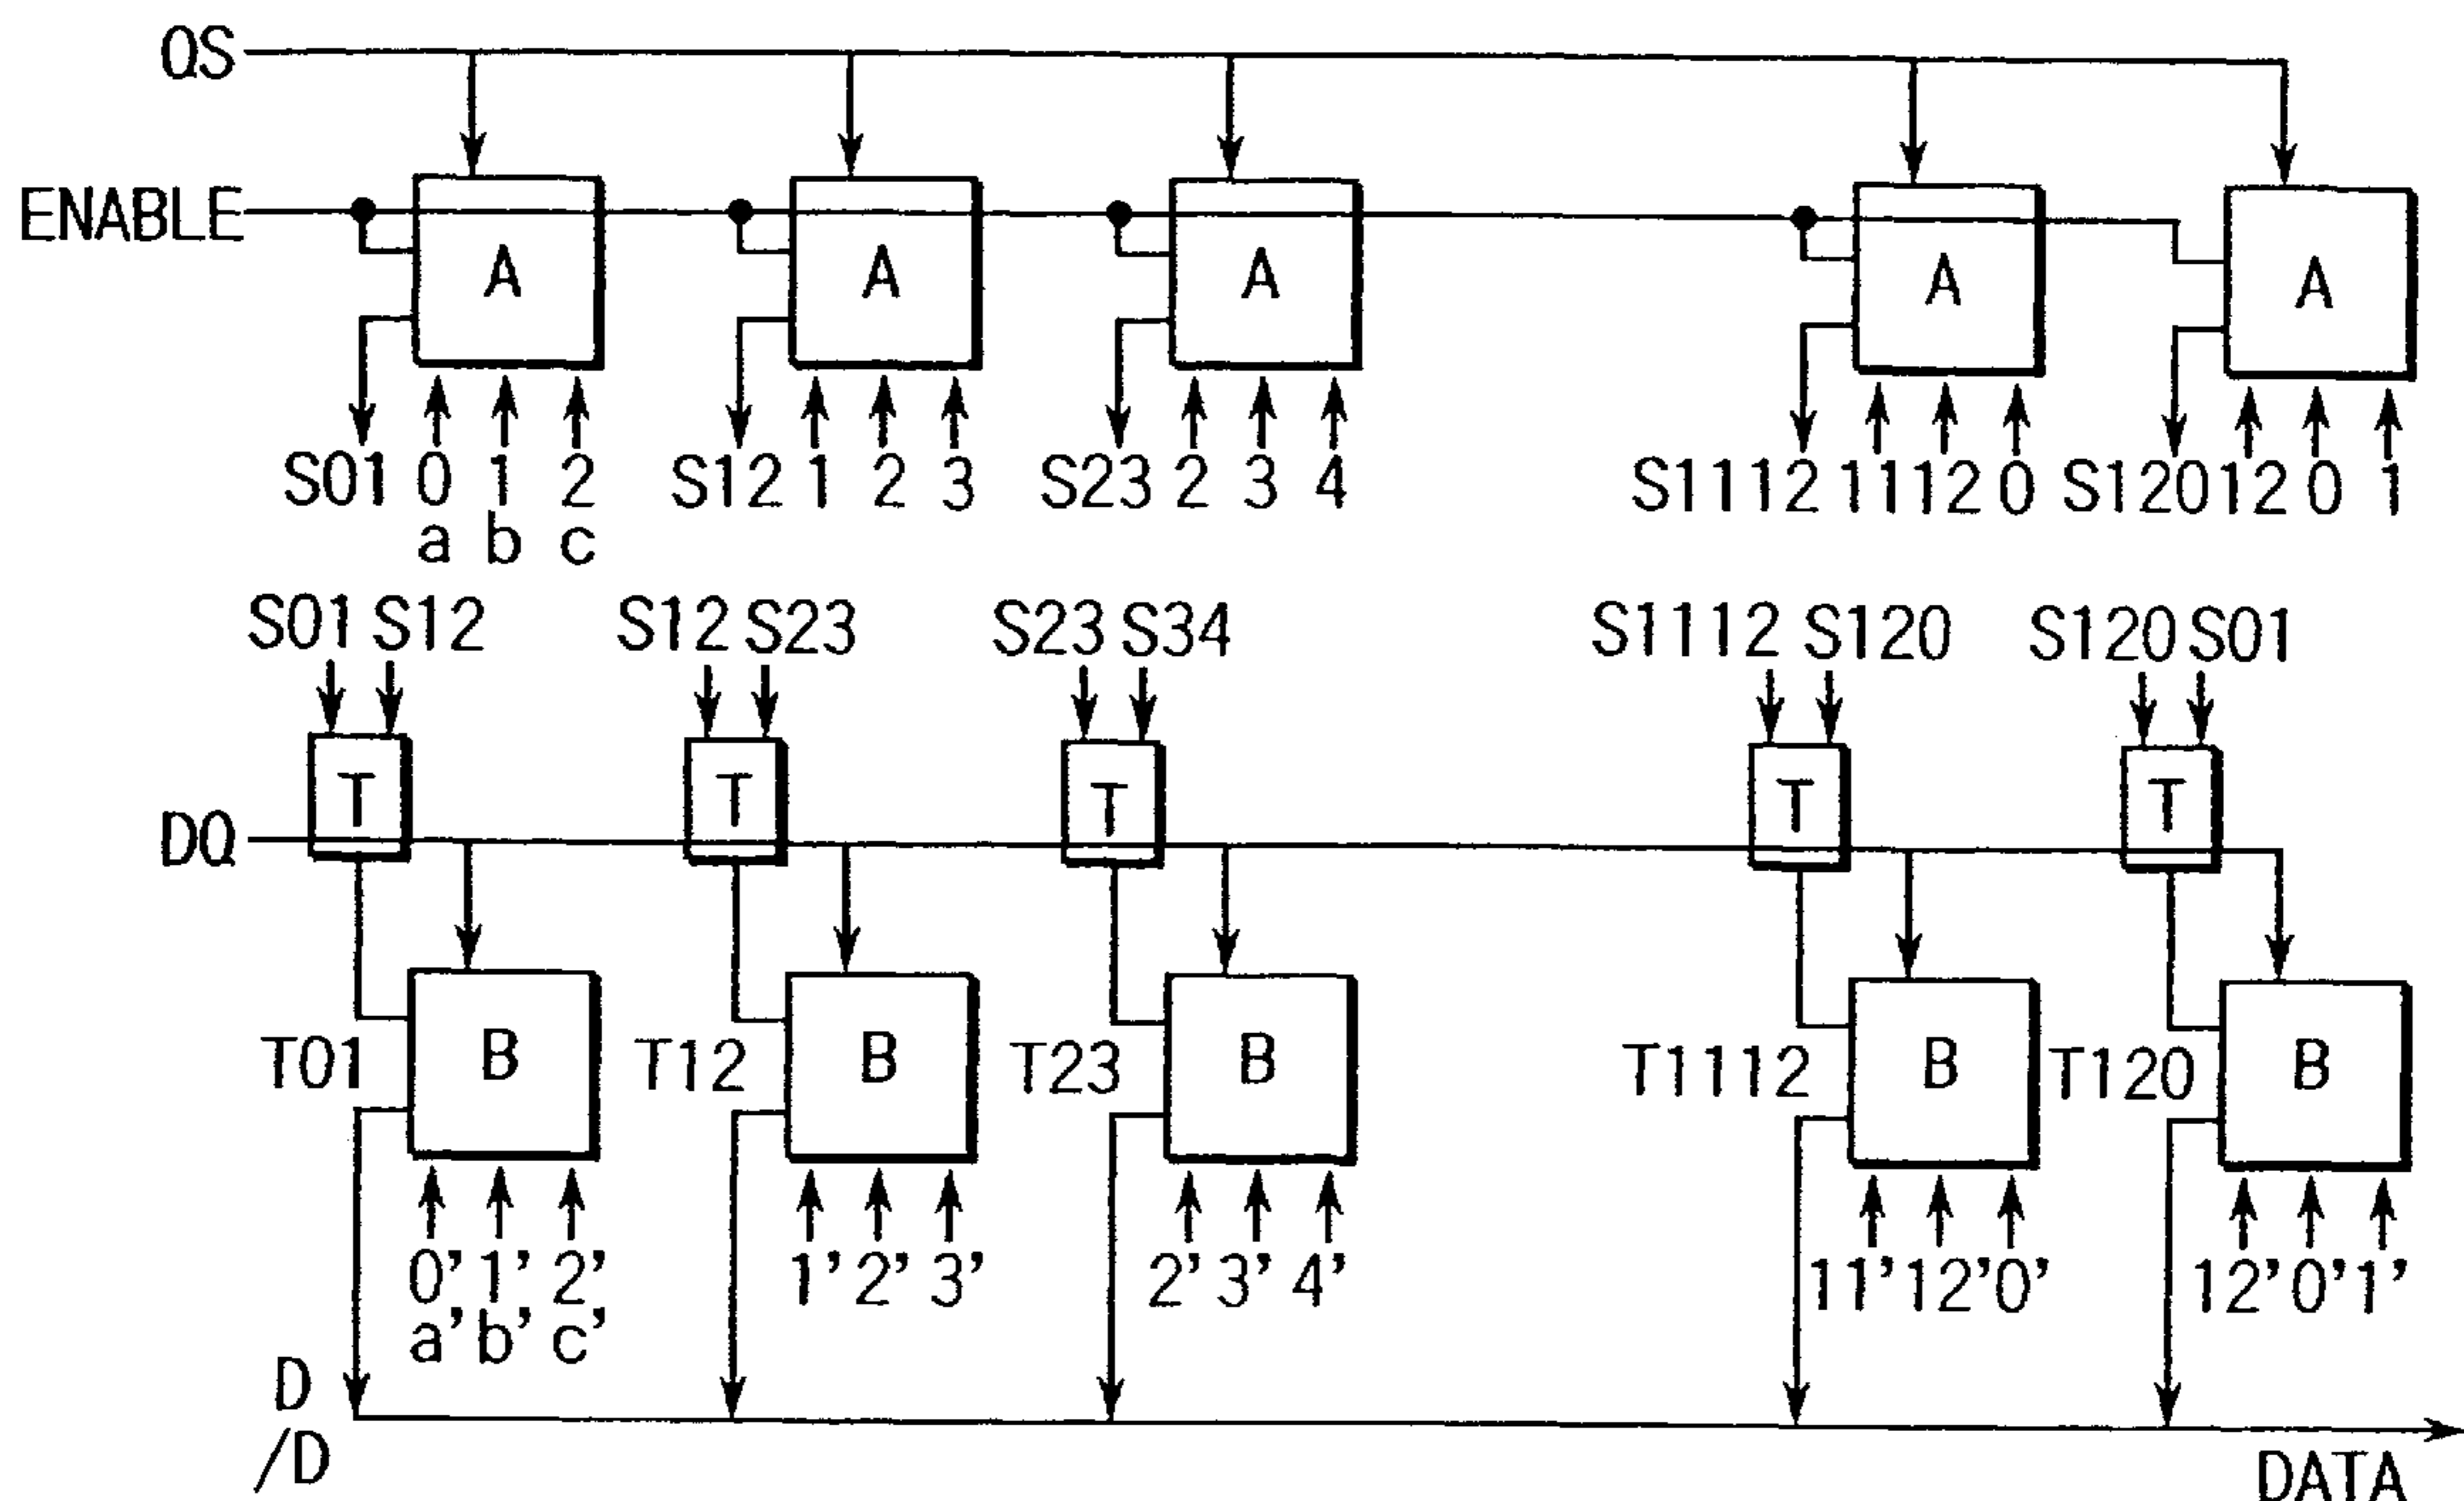 QS
ENABLE
A A A A A
S01 0 1 2 S12 1 2 3 S23 2 3 4 S1112 11 12 0 S120 12 0 1
a b c
S01 S12 S12 S23 S23 S34 S1112 S120 S120 S01
T T T T T
DQ
T01 B T12 B T23 B T1112 B T120 B
0' 1' 2' 1' 2' 3' 2' 3' 4' 11' 12' 0' 12' 0' 1'
a' b' c'
D
/D
DATA